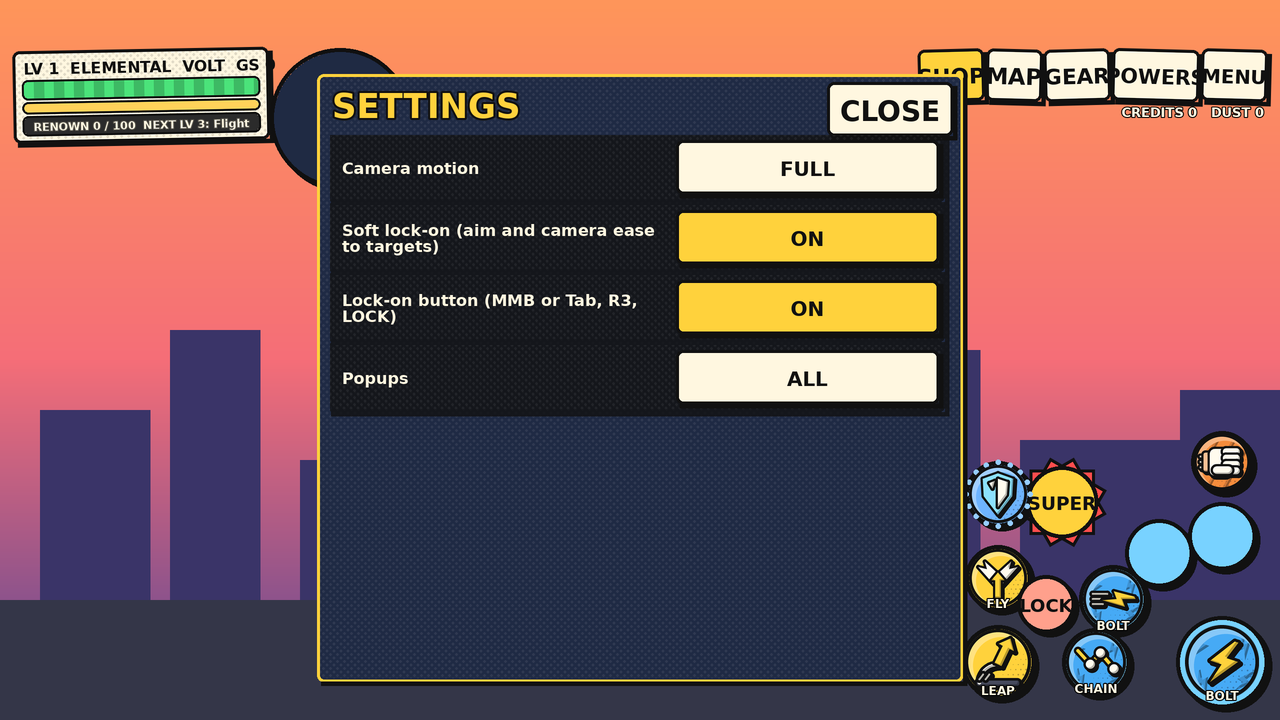 LV 1 ELEMENTAL VOLT GS
RENOWN 0 / 100 NEXT LV 3: Flight
SHOP
MAP
GEAR
POWERS
MENU
CREDITS 0 DUST 0
SETTINGS
CLOSE
Camera motion
FULL
Soft lock-on (aim and camera ease
to targets)
ON
Lock-on button (MMB or Tab, R3,
LOCK)
ON
Popups
ALL
SUPER
FLY
LOCK
BOLT
LEAP
CHAIN
BOLT